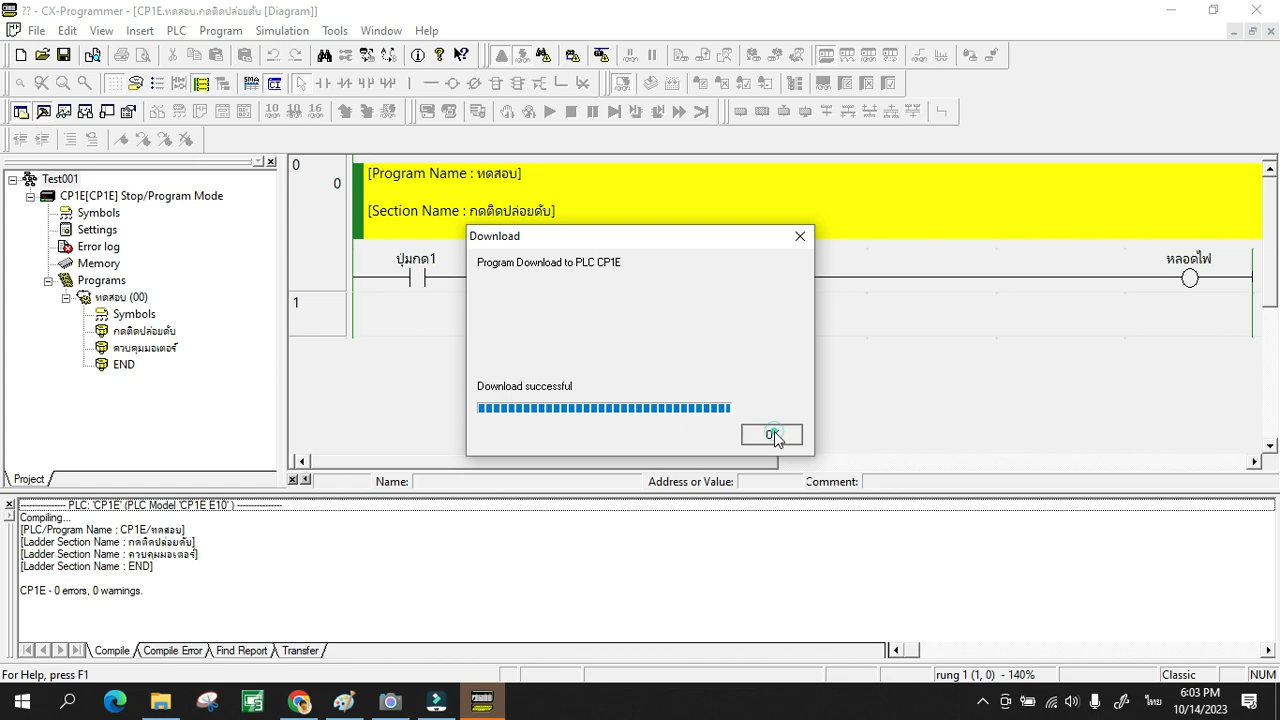 ?? - CX-Programmer - [CP1E.ทดสอบ.กดติดปล่อยดับ [Diagram]]
File Edit View Insert PLC Program Simulation Tools Window Help
10 10 16
Test001
CP1E[CP1E] Stop/Program Mode
Symbols
Settings
Error log
Memory
Programs
ทดสอบ (00)
Symbols
กดติดปล่อยดับ
ควบคุมมอเตอร์
END
Project
0
0
[Program Name : ทดสอบ]
[Section Name : กดติดปล่อยดับ]
ปุ่มกด1
หลอดไฟ
1
Download
Program Download to PLC CP1E
Download successful
Name:
Address or Value:
Comment:
---------------- PLC: 'CP1E' (PLC Model 'CP1E E10' ) ----------------
Compiling...
[PLC/Program Name : CP1E/ทดสอบ]
[Ladder Section Name : กดติดปล่อยดับ]
[Ladder Section Name : ควบคุมมอเตอร์]
[Ladder Section Name : END]
CP1E - 0 errors, 0 warnings.
Compile Compile Error Find Report Transfer
For Help, press F1
rung 1 (1, 0) - 140%
Classic
NUM
ไทย
6:03 PM
10/14/2023